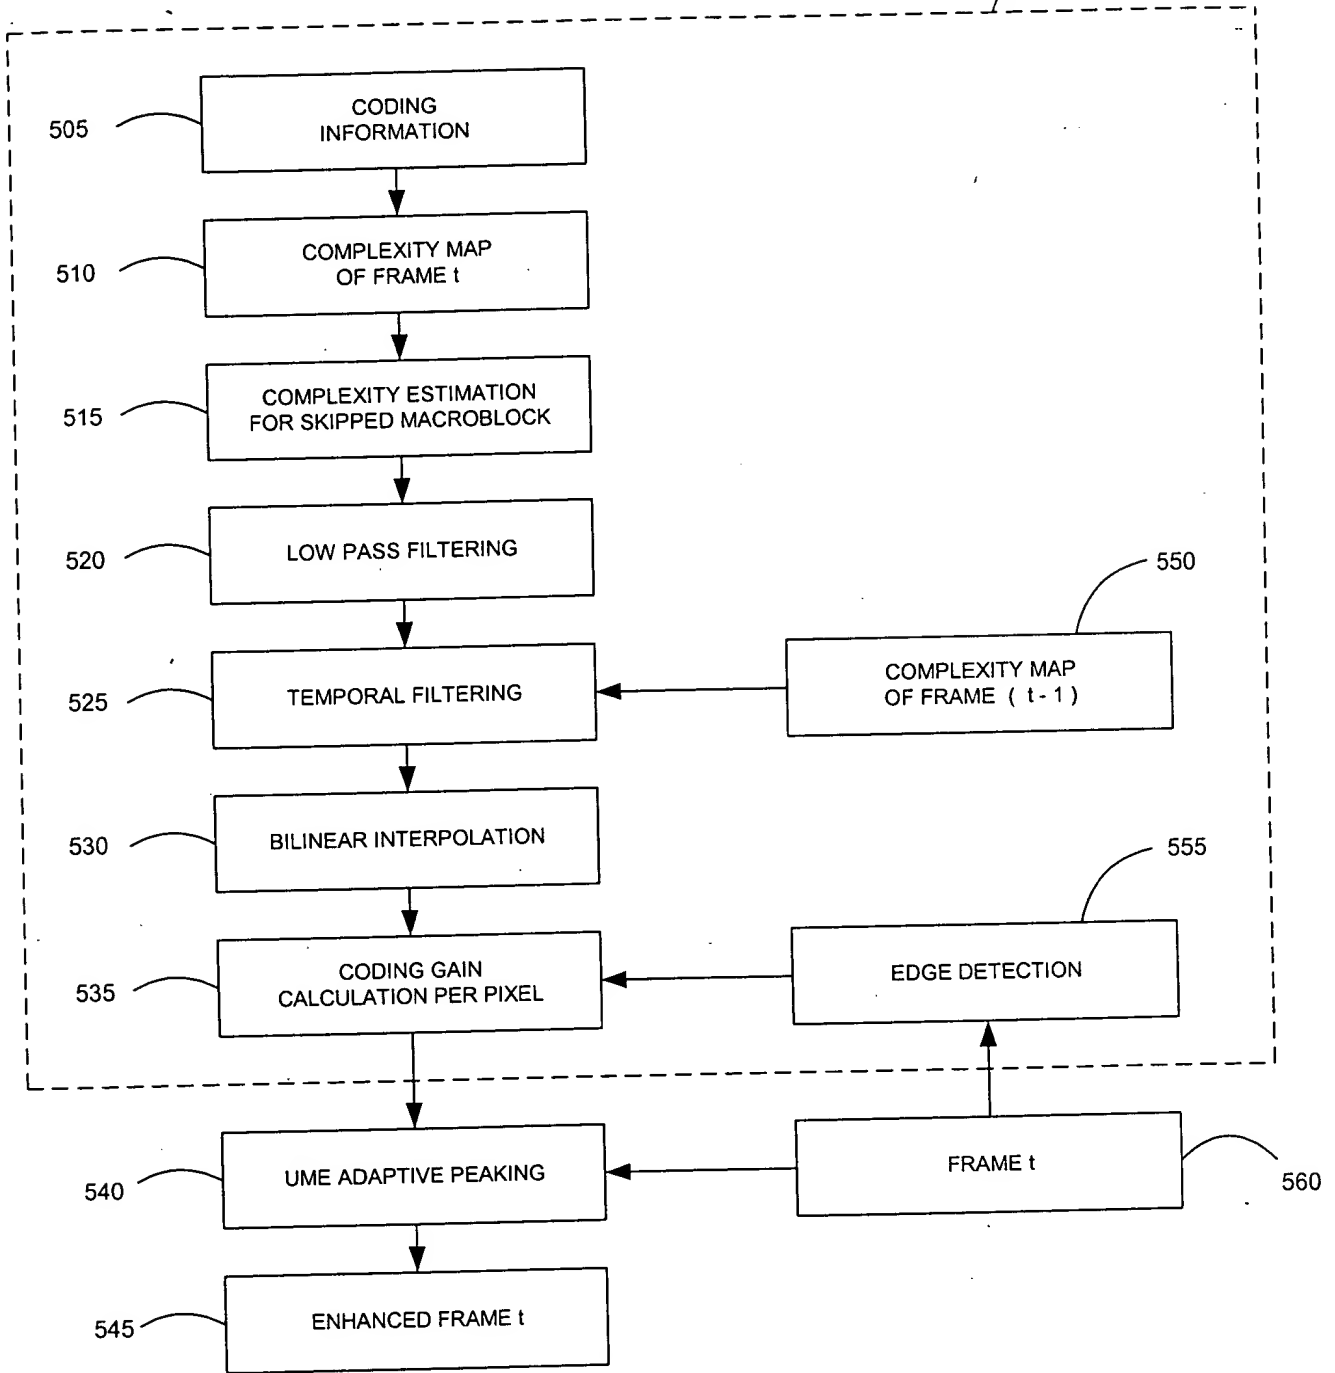 505
CODING
INFORMATION
510
COMPLEXITY MAP
OF FRAME t
515
COMPLEXITY ESTIMATION
FOR SKIPPED MACROBLOCK
520
LOW PASS FILTERING
550
525
TEMPORAL FILTERING
COMPLEXITY MAP
OF FRAME ( t - 1 )
530
BILINEAR INTERPOLATION
555
535
CODING GAIN
CALCULATION PER PIXEL
EDGE DETECTION
540
UME ADAPTIVE PEAKING
FRAME t
560
545
ENHANCED FRAME t